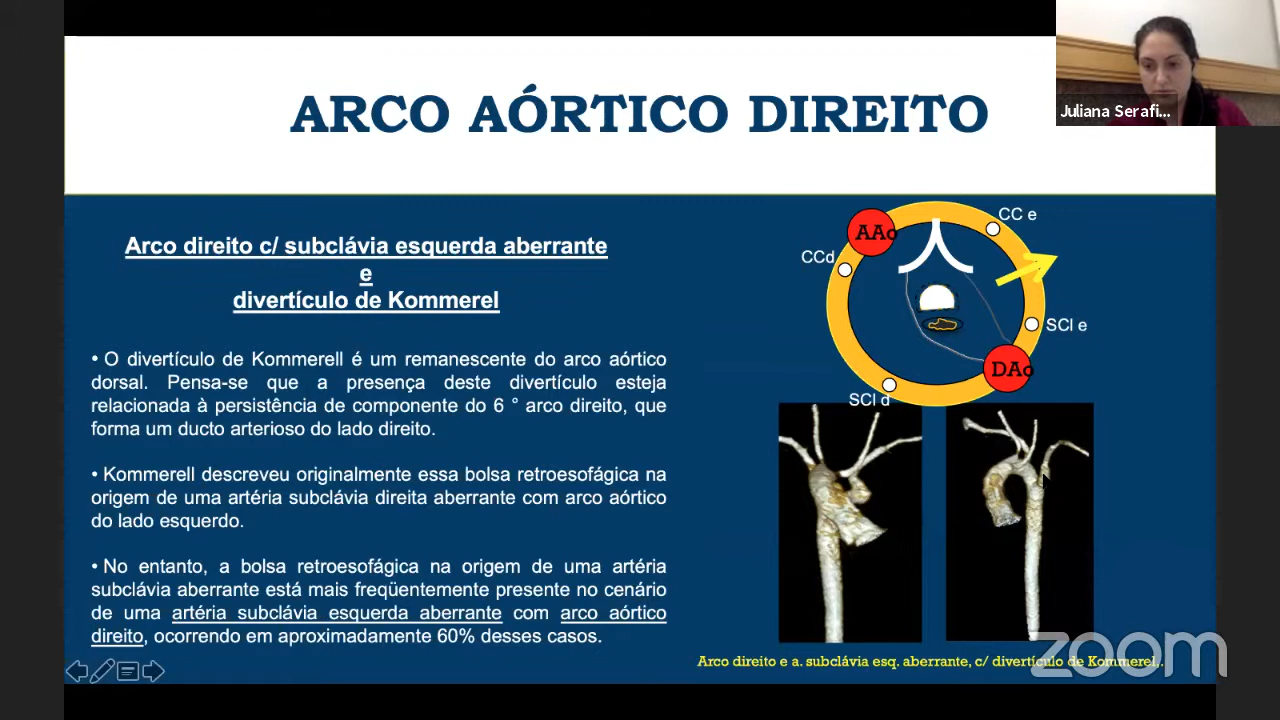 ARCO AÓRTICO DIREITO
Juliana Serafi...
Arco direito c/ subclávia esquerda aberrante
e
divertículo de Kommerel
• O divertículo de Kommerell é um remanescente do arco aórtico
dorsal. Pensa-se que a presença deste divertículo esteja
relacionada à persistência de componente do 6 ° arco direito, que
forma um ducto arterioso do lado direito.
• Kommerell descreveu originalmente essa bolsa retroesofágica na
origem de uma artéria subclávia direita aberrante com arco aórtico
do lado esquerdo.
• No entanto, a bolsa retroesofágica na origem de uma artéria
subclávia aberrante está mais freqüentemente presente no cenário
de uma artéria subclávia esquerda aberrante com arco aórtico
direito, ocorrendo em aproximadamente 60% desses casos.
AAo
CC e
CCd
SCl e
DAo
SCl d
Arco direito e a. subclávia esq. aberrante, c/ divertículo de Kommerel,.
zoom